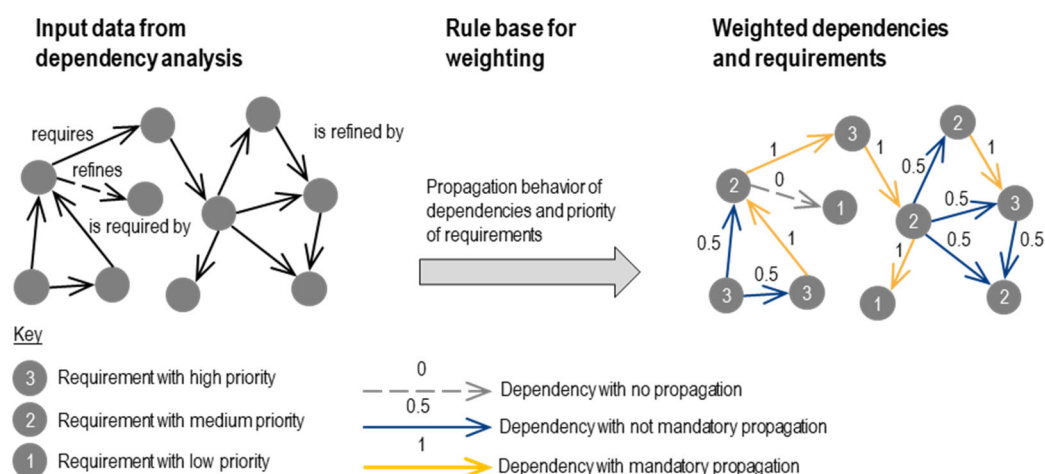 Input data from
dependency analysis
Rule base for
weighting
Weighted dependencies
and requirements
requires
refines
is required by
is refined by
Propagation behavior of
dependencies and priority
of requirements
2
3
1
2
2
3
1
2
3
3
1
0
1
0.5
1
0.5
0.5
0.5
1
0.5
1
0.5
Key
3 Requirement with high priority
2 Requirement with medium priority
1 Requirement with low priority
0 Dependency with no propagation
0.5 Dependency with not mandatory propagation
1 Dependency with mandatory propagation